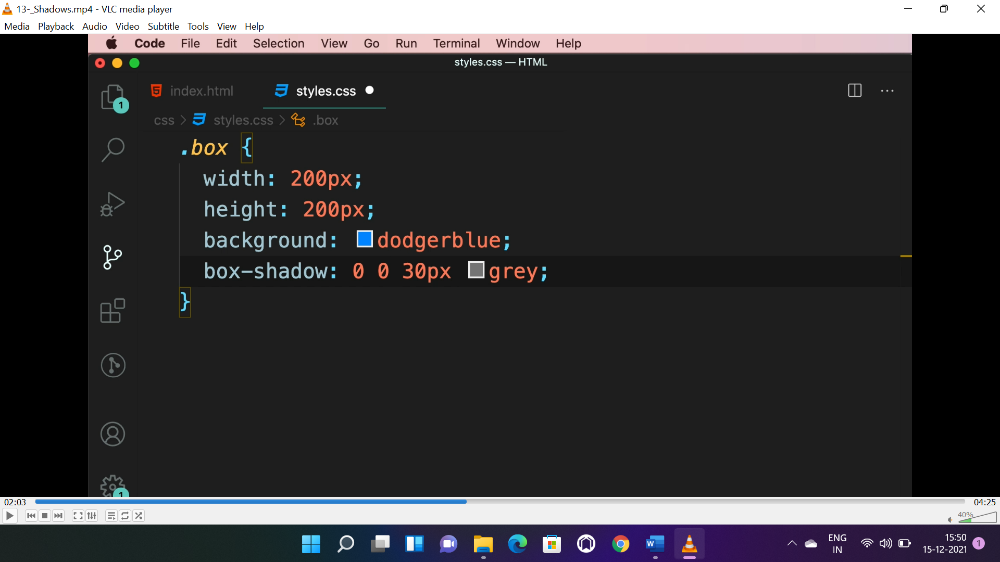 13-_Shadows.mp4 - VLC media player
Media Playback Audio Video Subtitle Tools View Help
Code File Edit Selection View Go Run Terminal Window Help
styles.css — HTML
index.html styles.css
css > styles.css > .box
.box {
width: 200px;
height: 200px;
background: dodgerblue;
box-shadow: 0 0 30px grey;
}
1
1
02:03 04:25
40%
ENG
IN
15:50
15-12-2021
1